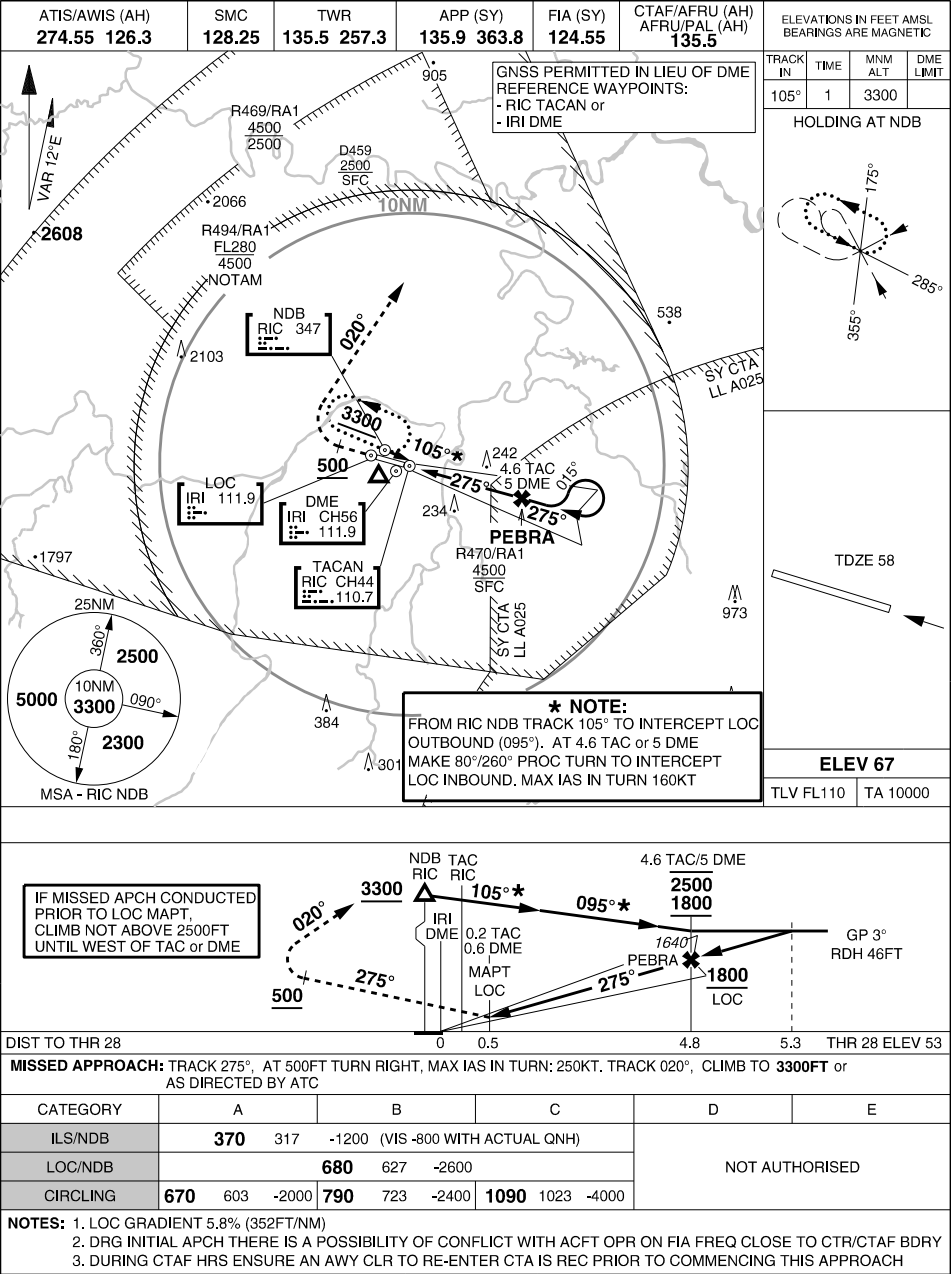 ATIS/AWIS (AH)
274.55 126.3
SMC
128.25
TWR
135.5 257.3
APP (SY)
135.9 363.8
FIA (SY)
124.55
CTAF/AFRU (AH)
AFRU/PAL (AH)
135.5
ELEVATIONS IN FEET AMSL
BEARINGS ARE MAGNETIC
TRACK IN
TIME
MNM ALT
DME LIMIT
105°
1
3300
HOLDING AT NDB
175°
285°
355°
VAR 12°E
GNSS PERMITTED IN LIEU OF DME
REFERENCE WAYPOINTS:
- RIC TACAN or
- IRI DME
905
R469/RA1
4500
2500
D459
2500
SFC
10NM
2066
2608
R494/RA1
FL280
4500
NOTAM
538
2103
NDB
RIC 347
020°
SY CTA
LL A025
3300
500
105°*
242
4.6 TAC
5 DME
015°
275°
275°
PEBRA
234
LOC
IRI 111.9
DME
IRI CH56
111.9
TACAN
RIC CH44
110.7
R470/RA1
4500
SFC
SY CTA
LL A025
1797
973
TDZE 58
25NM
360°
2500
5000
10NM
3300
090°
180°
2300
MSA - RIC NDB
384
301
* NOTE:
FROM RIC NDB TRACK 105° TO INTERCEPT LOC
OUTBOUND (095°). AT 4.6 TAC or 5 DME
MAKE 80°/260° PROC TURN TO INTERCEPT
LOC INBOUND. MAX IAS IN TURN 160KT
ELEV 67
TLV FL110
TA 10000
IF MISSED APCH CONDUCTED
PRIOR TO LOC MAPT,
CLIMB NOT ABOVE 2500FT
UNTIL WEST OF TAC or DME
NDB
RIC
TAC
RIC
4.6 TAC/5 DME
2500
1800
3300
105°*
095°*
020°
IRI
DME
0.2 TAC
0.6 DME
MAPT
LOC
1640
PEBRA
GP 3°
RDH 46FT
275°
275°
1800
LOC
500
DIST TO THR 28
0
0.5
4.8
5.3
THR 28 ELEV 53
MISSED APPROACH: TRACK 275°, AT 500FT TURN RIGHT, MAX IAS IN TURN: 250KT. TRACK 020°, CLIMB TO 3300FT or
AS DIRECTED BY ATC
CATEGORY
A
B
C
D
E
ILS/NDB
370 317 -1200 (VIS -800 WITH ACTUAL QNH)
NOT AUTHORISED
LOC/NDB
680 627 -2600
CIRCLING
670 603 -2000
790 723 -2400
1090 1023 -4000
NOTES: 1. LOC GRADIENT 5.8% (352FT/NM)
2. DRG INITIAL APCH THERE IS A POSSIBILITY OF CONFLICT WITH ACFT OPR ON FIA FREQ CLOSE TO CTR/CTAF BDRY
3. DURING CTAF HRS ENSURE AN AWY CLR TO RE-ENTER CTA IS REC PRIOR TO COMMENCING THIS APPROACH